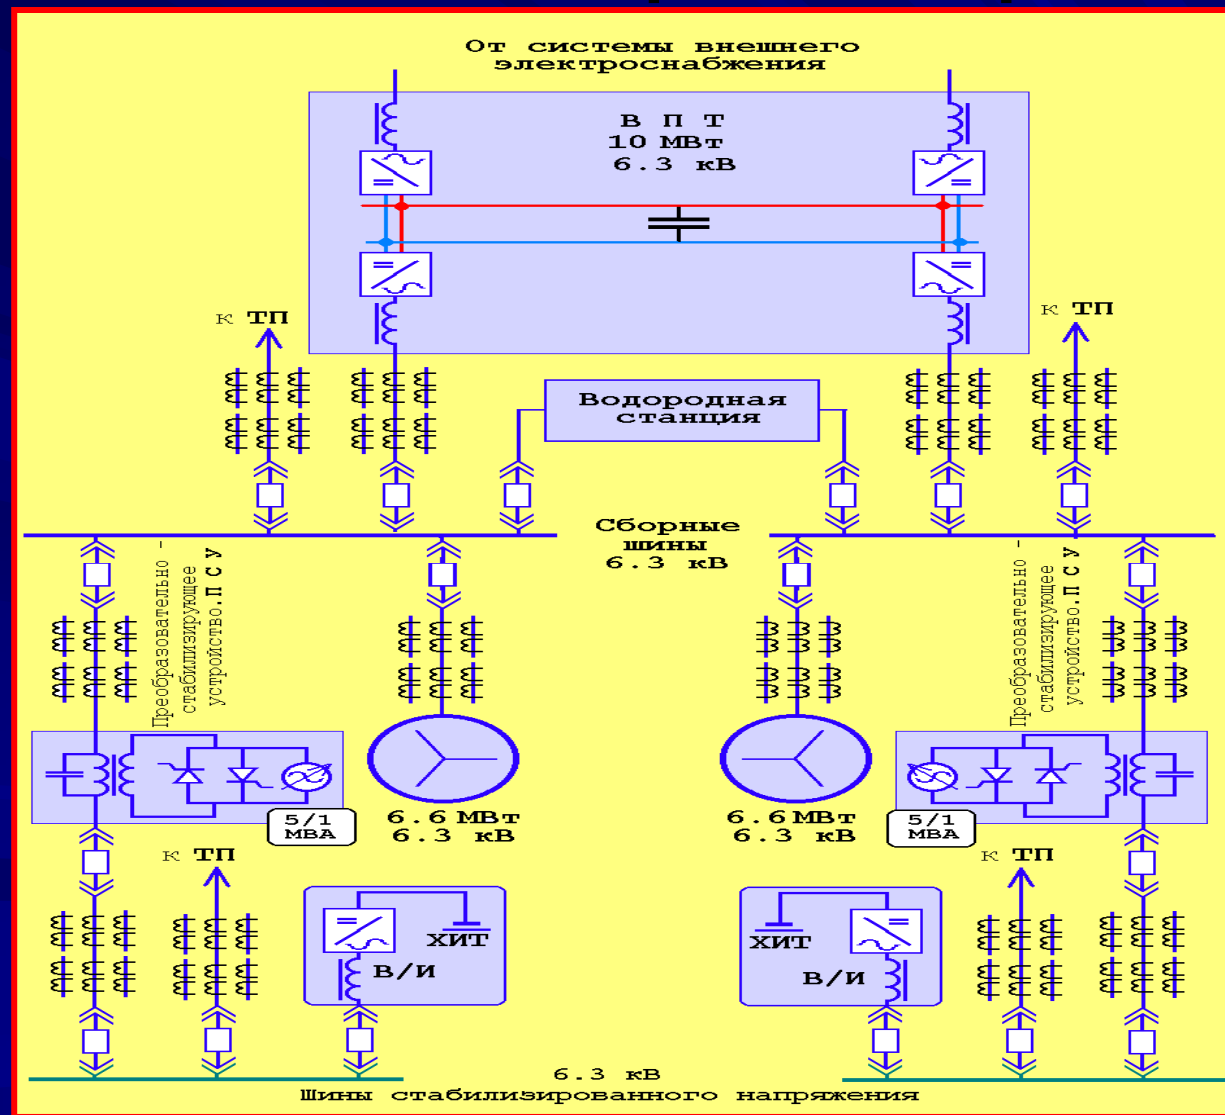 От системы внешнего
электроснабжения
В П Т
10 МВт
6.3 кВ
к ТП
к ТП
Водородная
станция
Сборные
шины
6.3 кВ
Преобразовательно -
стабилизирующее
устройство.П С У
Преобразовательно -
стабилизирующее
устройство.П С У
5/1
МВА
6.6 МВт
6.3 кВ
6.6 МВт
6.3 кВ
5/1
МВА
к ТП
к ТП
ХИТ
В/И
ХИТ
В/И
6.3 кВ
Шины стабилизированного напряжения